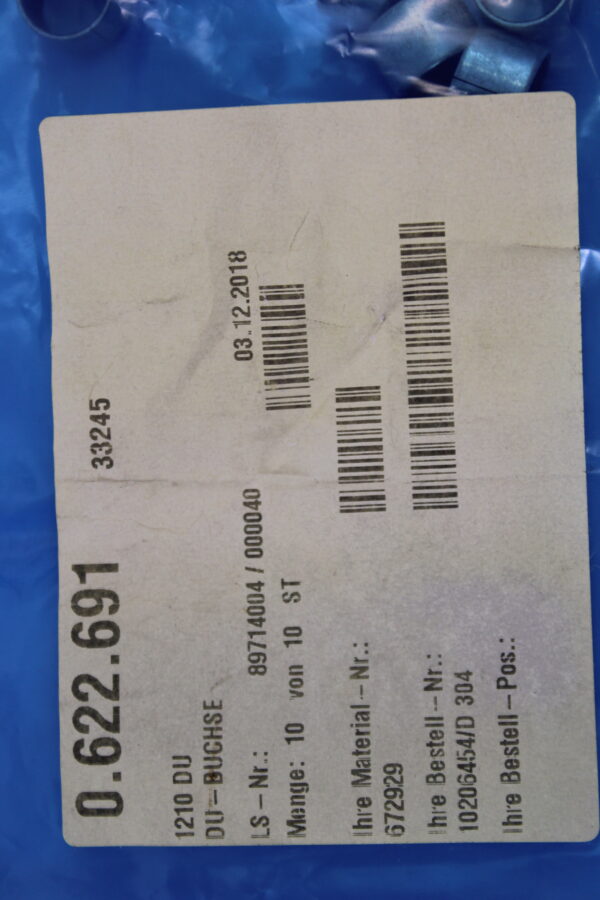 0.622.691 33245
1210 DU
DU-BUCHSE
LS-Nr.: 89714004 / 000040 03.12.2018
Menge: 10 von 10 ST
Ihre Material-Nr.:
672929
Ihre Bestell-Nr.:
10206454/D 304
Ihre Bestell-Pos.: